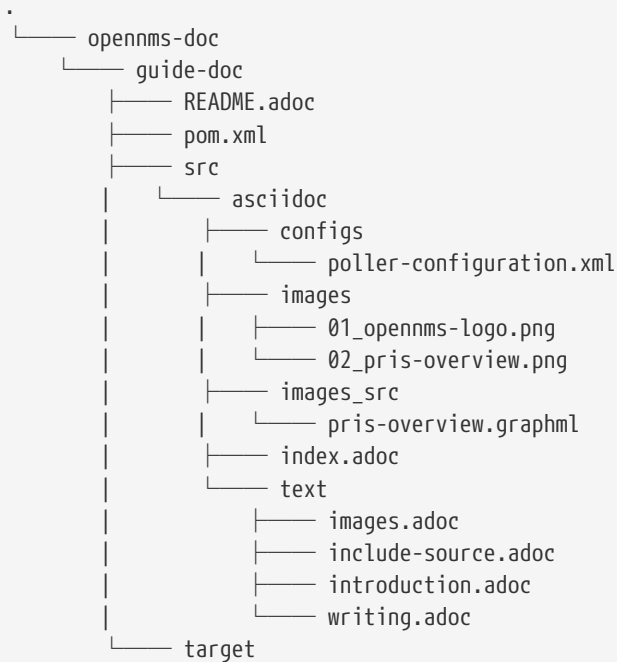 .
└── opennms-doc
    └── guide-doc
        ├── README.adoc
        ├── pom.xml
        ├── src
        |   └── asciidoc
        |       ├── configs
        |       |   └── poller-configuration.xml
        |       ├── images
        |       |   ├── 01_opennms-logo.png
        |       |   └── 02_pris-overview.png
        |       ├── images_src
        |       |   └── pris-overview.graphml
        |       ├── index.adoc
        |       └── text
        |           ├── images.adoc
        |           ├── include-source.adoc
        |           ├── introduction.adoc
        |           └── writing.adoc
        └── target